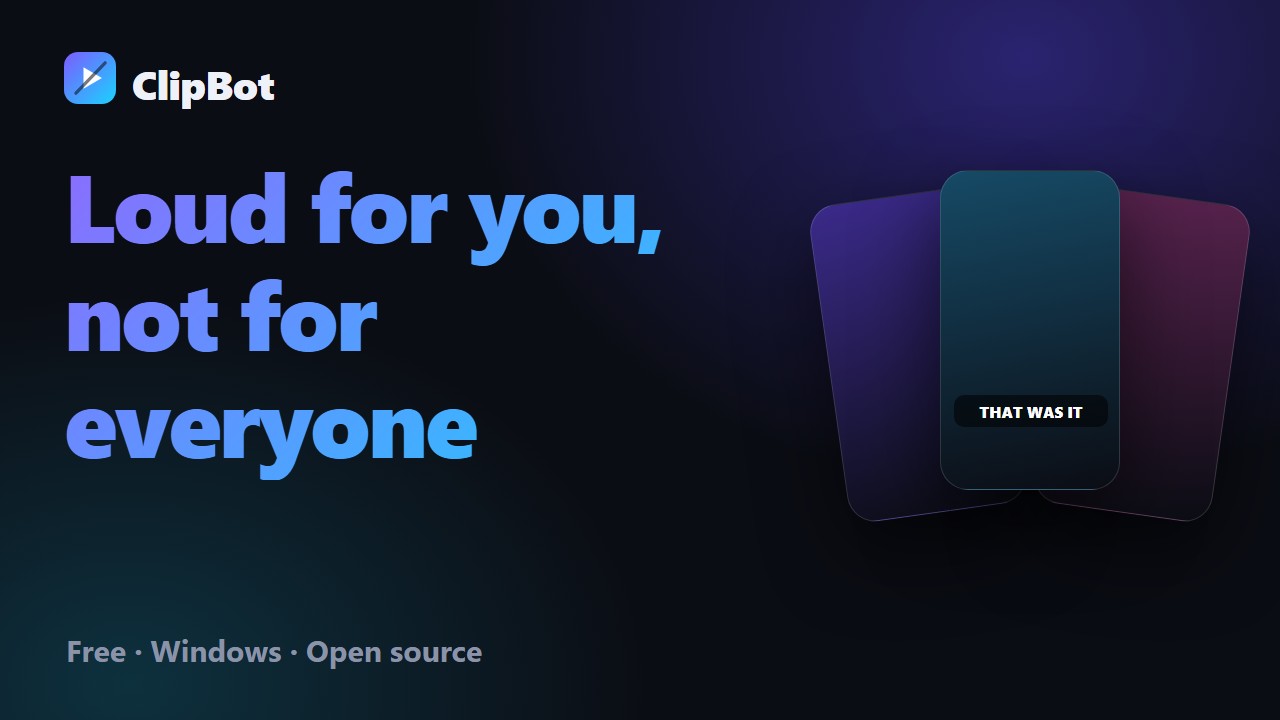 ClipBot
Loud for you,
not for
everyone
THAT WAS IT
Free · Windows · Open source